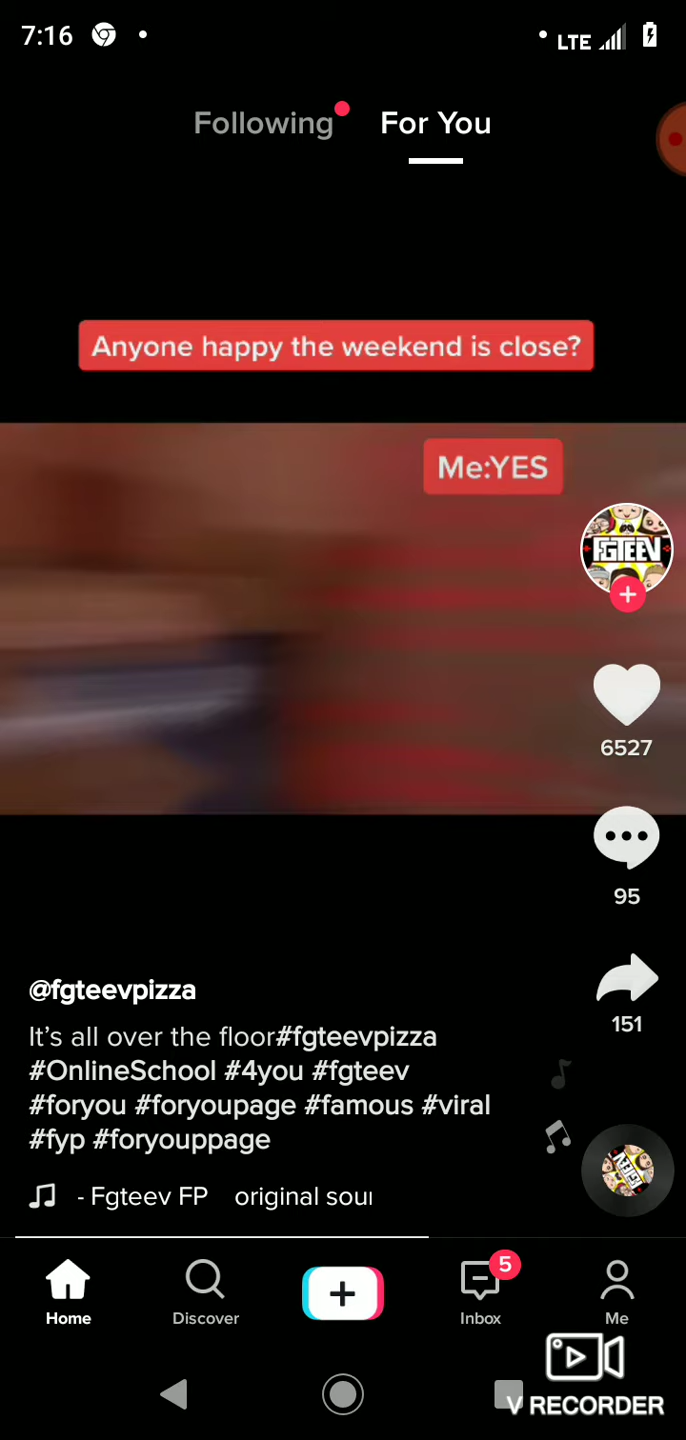 7:16
LTE
Following
For You
Anyone happy the weekend is close?
Me:YES
FGTEEV
6527
95
151
@fgteevpizza
It’s all over the floor#fgteevpizza
#OnlineSchool #4you #fgteev
#foryou #foryoupage #famous #viral
#fyp #foryouppage
- Fgteev FP original soun
FGTEEV
5
Home
Discover
Inbox
Me
V RECORDER